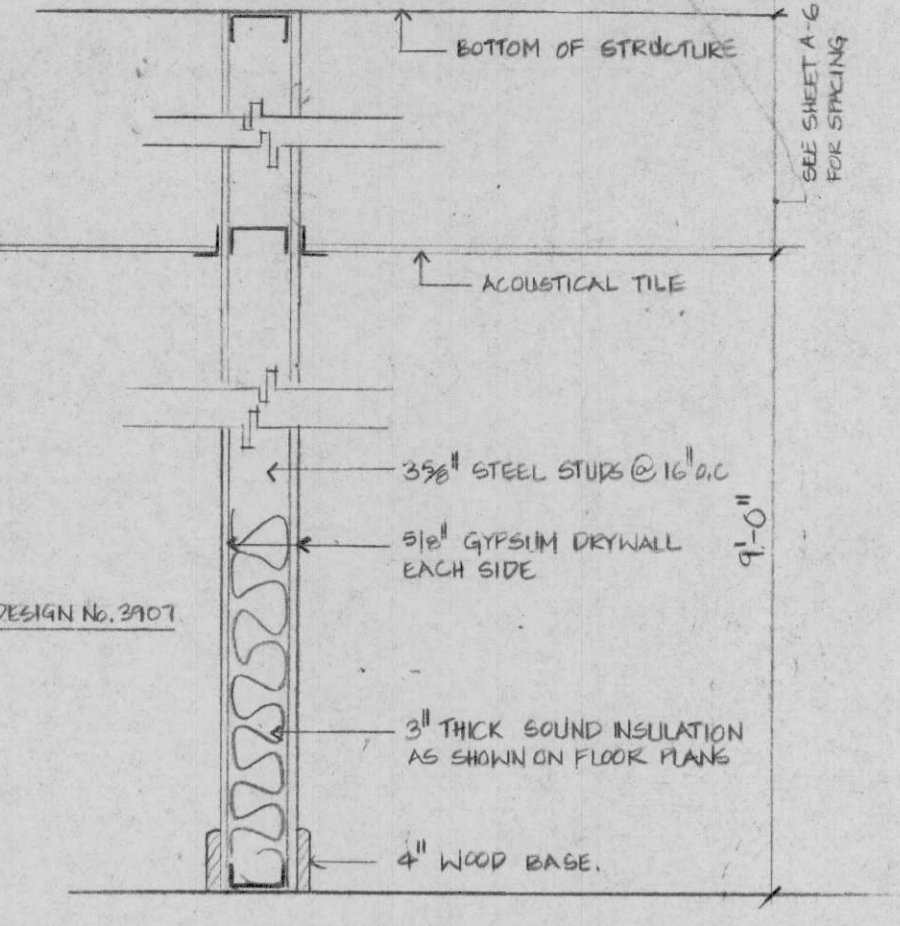 BOTTOM OF STRUCTURE
SEE SHEET A-6
FOR SPACING
ACOUSTICAL TILE
3 5/8" STEEL STUDS @ 16" O.C
5/8" GYPSUM DRYWALL
EACH SIDE
9'-0"
DESIGN No. 3907
3" THICK SOUND INSULATION
AS SHOWN ON FLOOR PLANS
4" WOOD BASE.